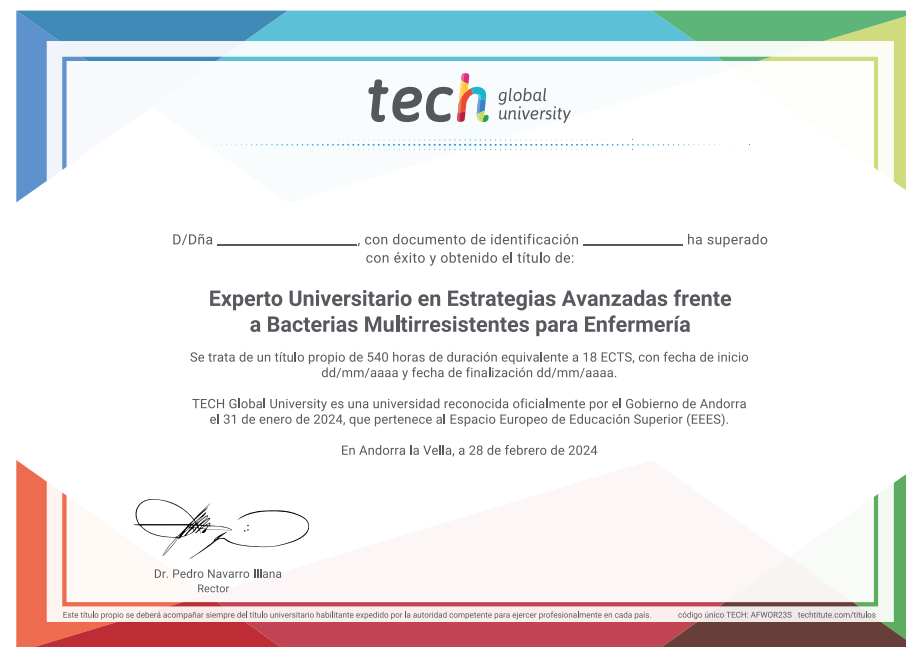 tech global university
D/Dña ______________, con documento de identificación __________ ha superado
con éxito y obtenido el título de:
Experto Universitario en Estrategias Avanzadas frente
a Bacterias Multirresistentes para Enfermería
Se trata de un título propio de 540 horas de duración equivalente a 18 ECTS, con fecha de inicio
dd/mm/aaaa y fecha de finalización dd/mm/aaaa.
TECH Global University es una universidad reconocida oficialmente por el Gobierno de Andorra
el 31 de enero de 2024, que pertenece al Espacio Europeo de Educación Superior (EEES).
En Andorra la Vella, a 28 de febrero de 2024
Dr. Pedro Navarro Illana
Rector
Este título propio se deberá acompañar siempre del título universitario habilitante expedido por la autoridad competente para ejercer profesionalmente en cada país. código único TECH: AFWOR23S techtitute.com/titulos